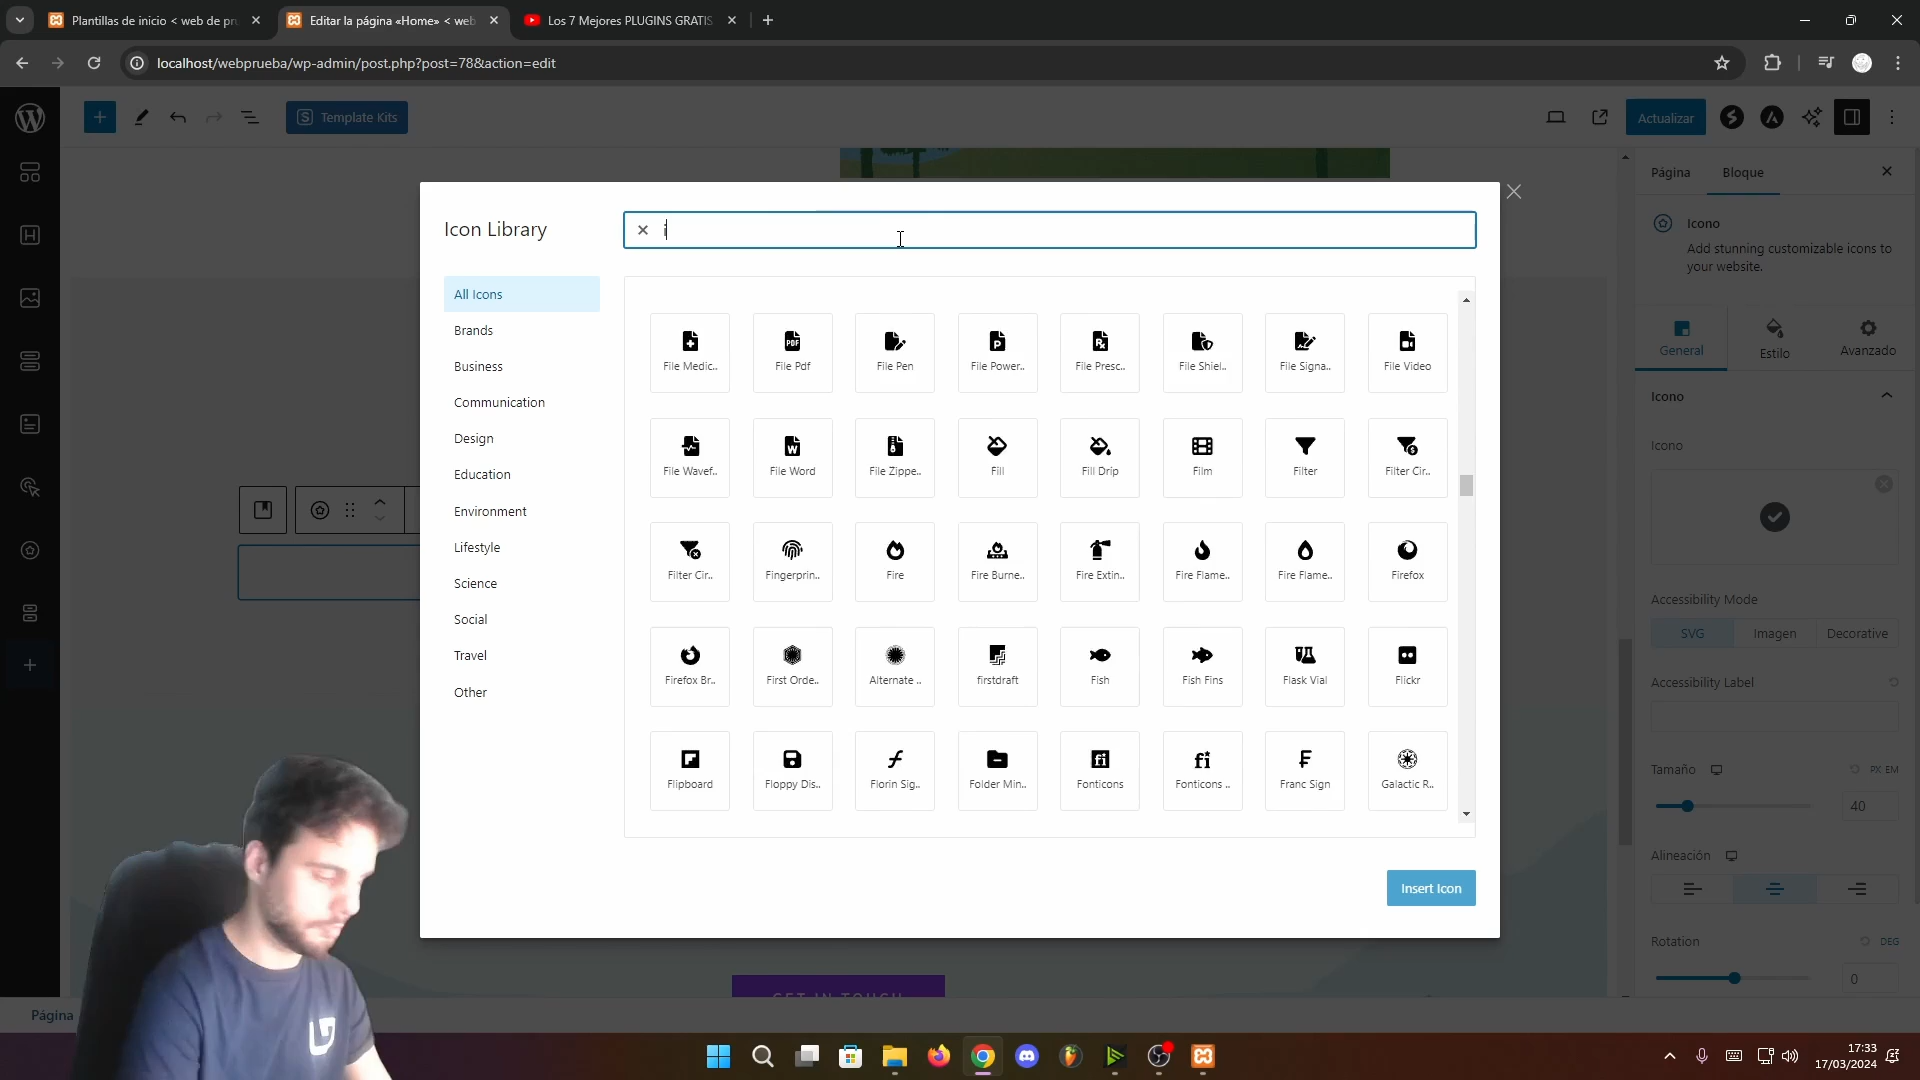 Plantillas de inicio < web de pr
Editar la página «Home» < web
Los 7 Mejores PLUGINS GRATIS
localhost/webprueba/wp-admin/post.php?post=78&action=edit
Template Kits
Actualizar
Página
Bloque
Icono
Add stunning customizable icons to
your website.
General
Estilo
Avanzado
Icono
Icono
Accessibility Mode
SVG
Imagen
Decorative
Accessibility Label
Tamaño
PX EM
40
Alineación
Rotation
DEG
0
Icon Library
i
All Icons
Brands
Business
Communication
Design
Education
Environment
Lifestyle
Science
Social
Travel
Other
File Medic..
File Pdf
File Pen
File Power..
File Presc..
File Shiel..
File Signa..
File Video
File Wavef..
File Word
File Zippe..
Fill
Fill Drip
Film
Filter
Filter Cir..
Filter Cir..
Fingerprin..
Fire
Fire Burne..
Fire Extin..
Fire Flame..
Fire Flame..
Firefox
Firefox Br..
First Orde..
Alternate ..
firstdraft
Fish
Fish Fins
Flask Vial
Flickr
Flipboard
Floppy Dis..
Florin Sig..
Folder Min..
Fonticons
Fonticons ..
Franc Sign
Galactic R..
Insert Icon
GET IN TOUCH
Página
17:33
17/03/2024